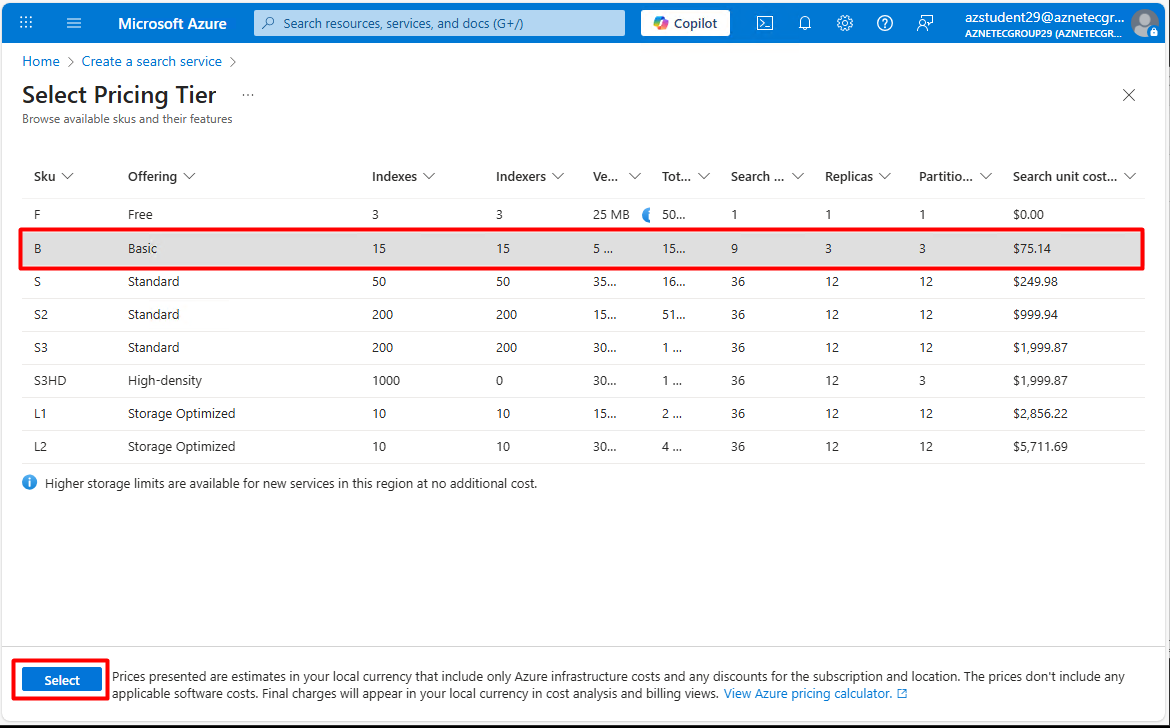 Microsoft Azure
Search resources, services, and docs (G+/)
Copilot
azstudent29@aznetecgr...
AZNETECGROUP29 (AZNETECGR...
Home > Create a search service >
Select Pricing Tier ...
Browse available skus and their features
Sku Offering Indexes Indexers Ve... Tot... Search ... Replicas Partitio... Search unit cost...
F Free 3 3 25 MB 50... 1 1 1 $0.00
B Basic 15 15 5 ... 15... 9 3 3 $75.14
S Standard 50 50 35... 16... 36 12 12 $249.98
S2 Standard 200 200 15... 51... 36 12 12 $999.94
S3 Standard 200 200 30... 1 ... 36 12 12 $1,999.87
S3HD High-density 1000 0 30... 1 ... 36 12 3 $1,999.87
L1 Storage Optimized 10 10 15... 2 ... 36 12 12 $2,856.22
L2 Storage Optimized 10 10 30... 4 ... 36 12 12 $5,711.69
Higher storage limits are available for new services in this region at no additional cost.
Select
Prices presented are estimates in your local currency that include only Azure infrastructure costs and any discounts for the subscription and location. The prices don't include any
applicable software costs. Final charges will appear in your local currency in cost analysis and billing views. View Azure pricing calculator.